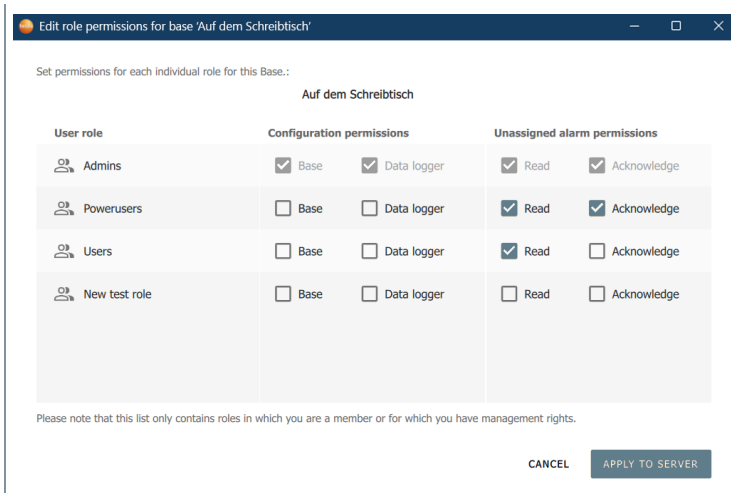 Edit role permissions for base 'Auf dem Schreibtisch'
Set permissions for each individual role for this Base.:
Auf dem Schreibtisch
User role Configuration permissions Unassigned alarm permissions
Admins Base Data logger Read Acknowledge
Powerusers Base Data logger Read Acknowledge
Users Base Data logger Read Acknowledge
New test role Base Data logger Read Acknowledge
Please note that this list only contains roles in which you are a member or for which you have management rights.
CANCEL APPLY TO SERVER